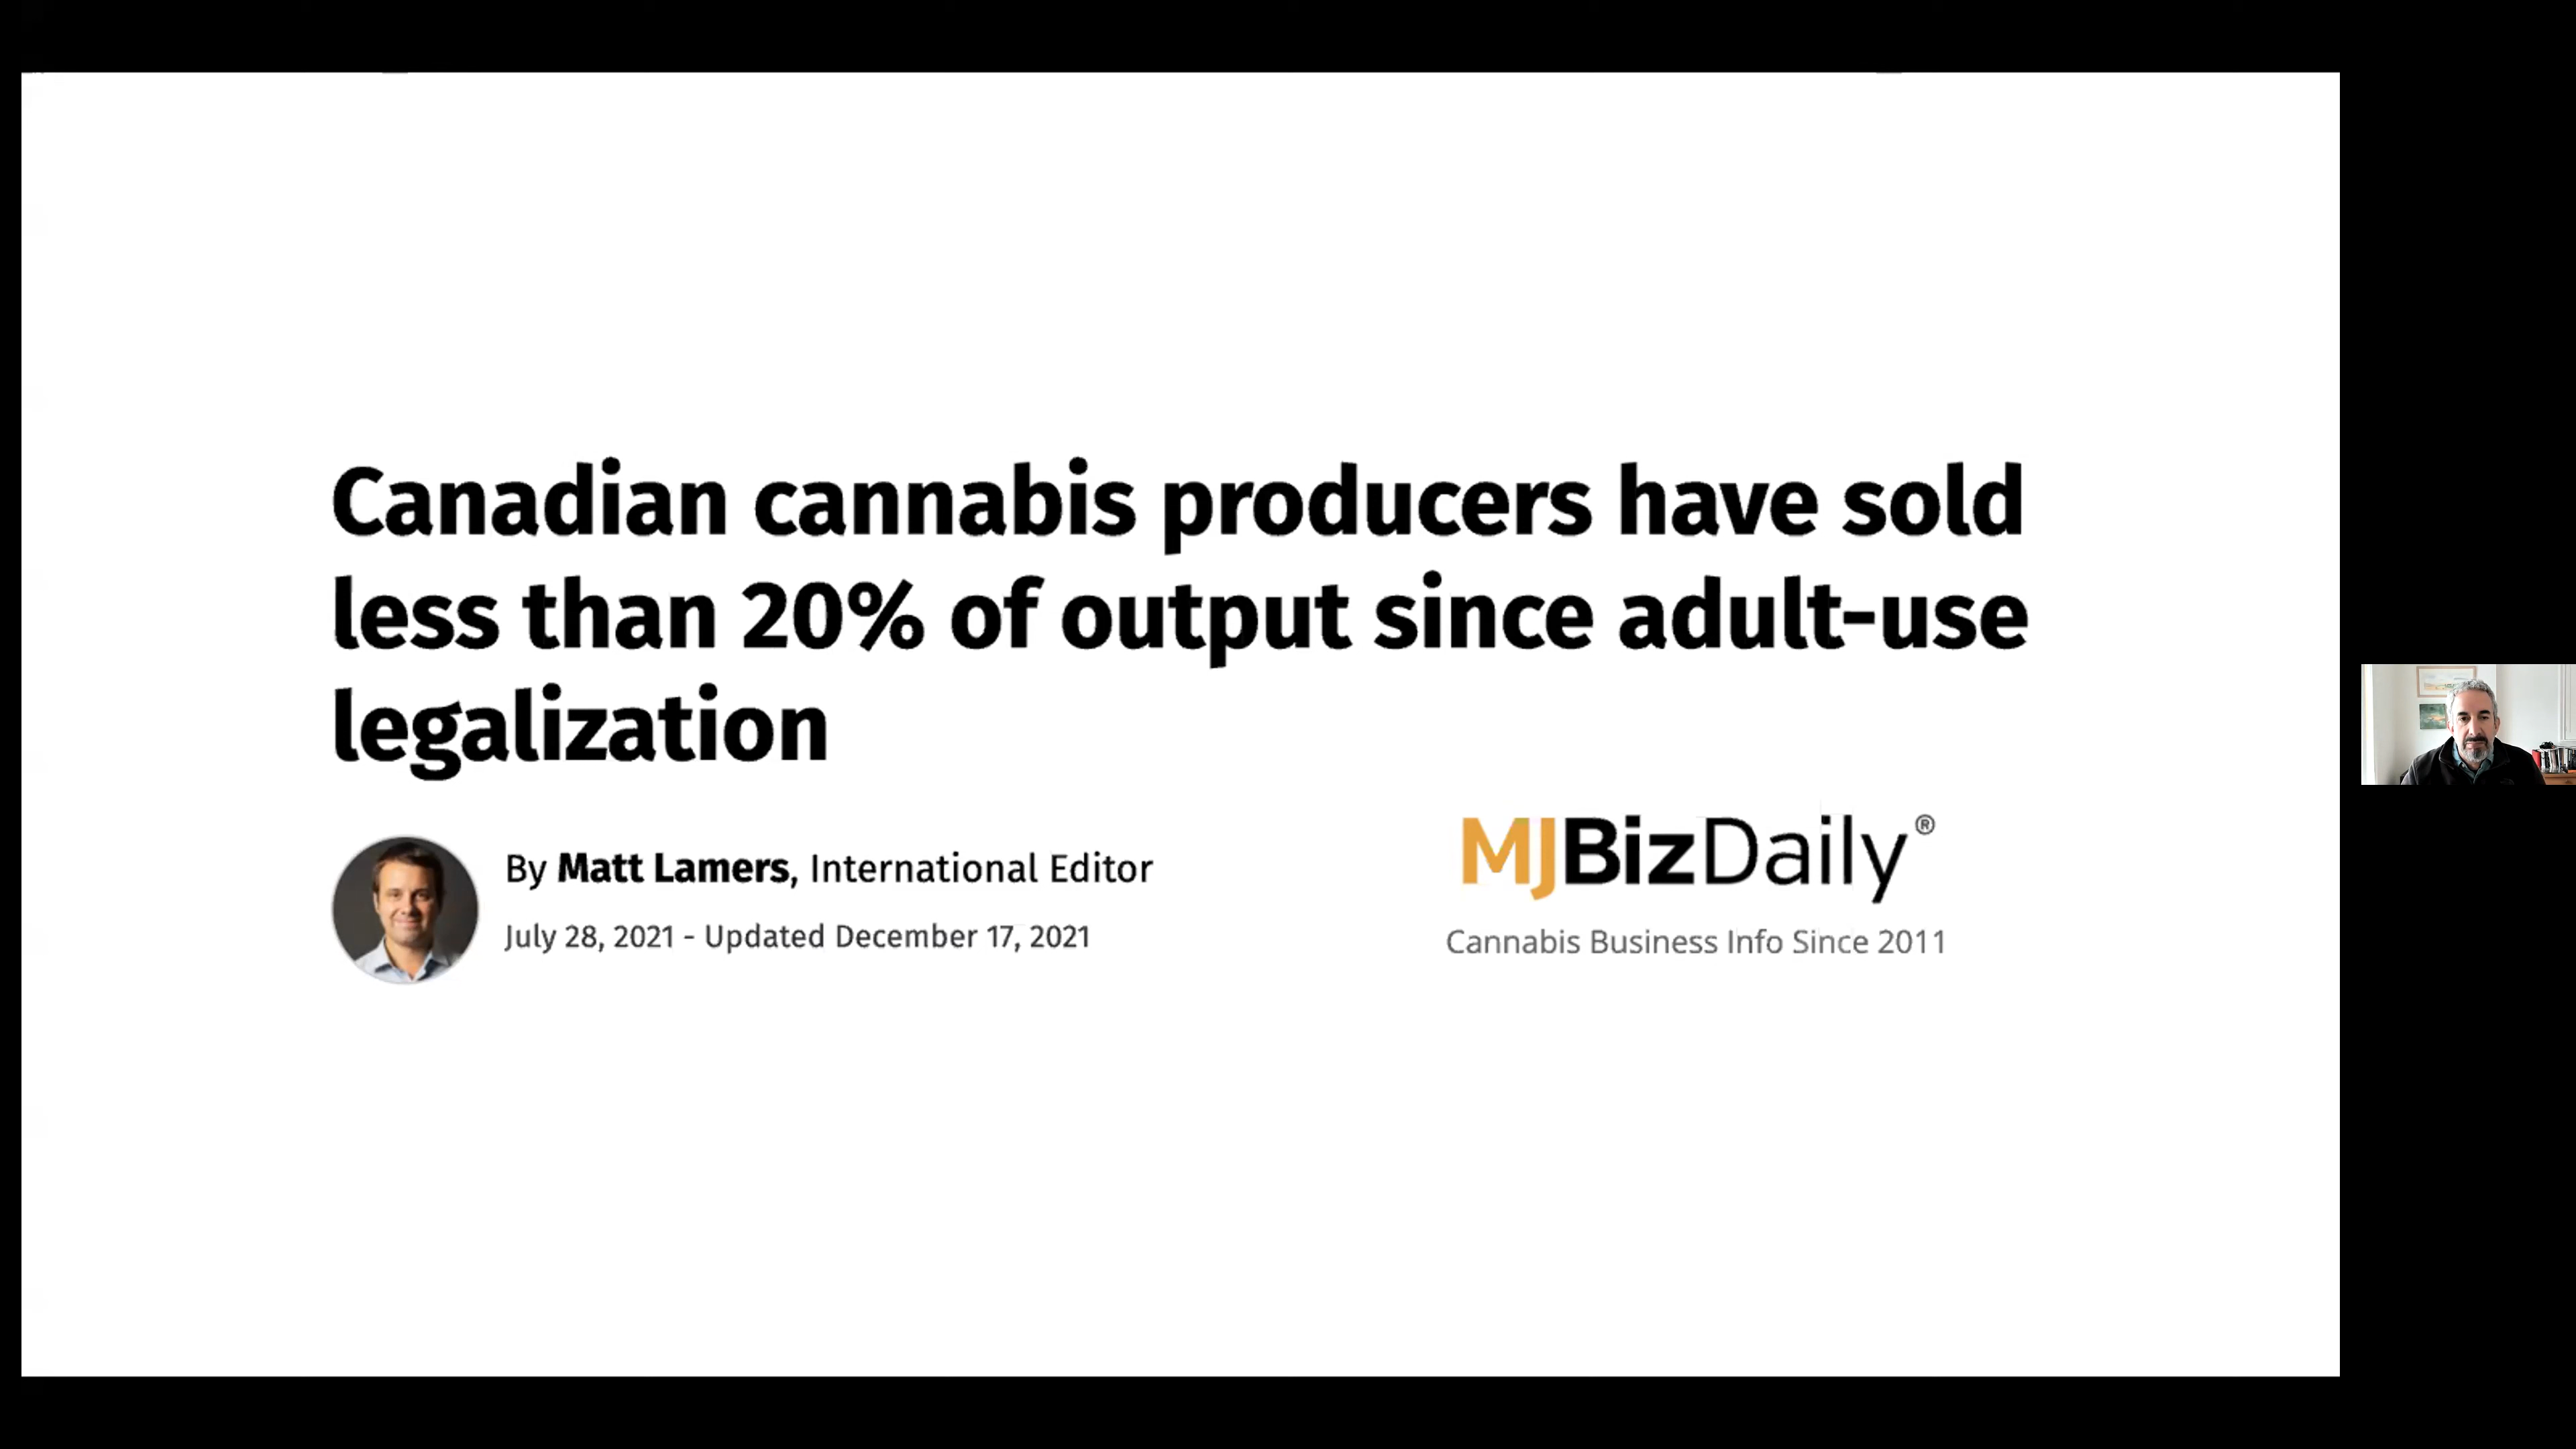 Canadian cannabis producers have sold
less than 20% of output since adult-use
legalization
By Matt Lamers, International Editor
July 28, 2021 - Updated December 17, 2021
MJBizDaily®
Cannabis Business Info Since 2011